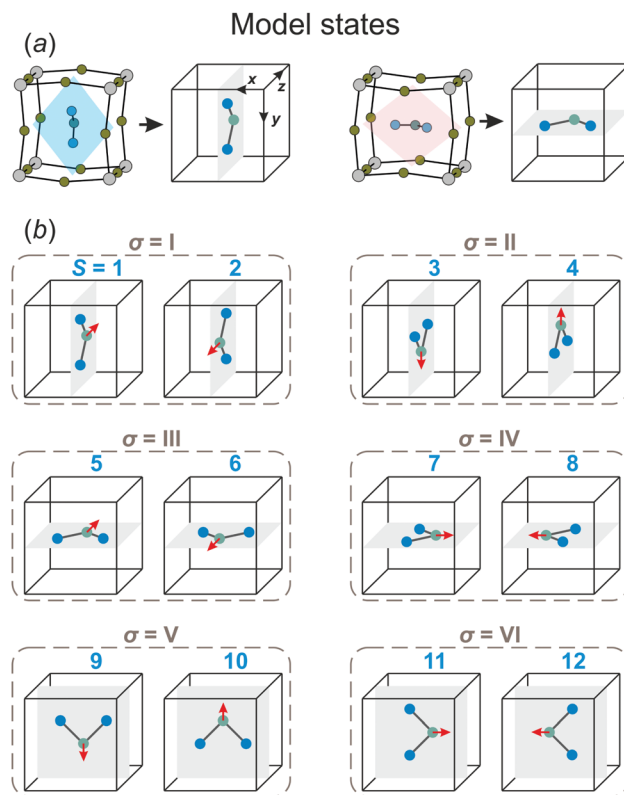 Model states
(a)
x
z
y
(b)
σ = I
σ = II
S = 1
2
3
4
σ = III
σ = IV
5
6
7
8
σ = V
σ = VI
9
10
11
12